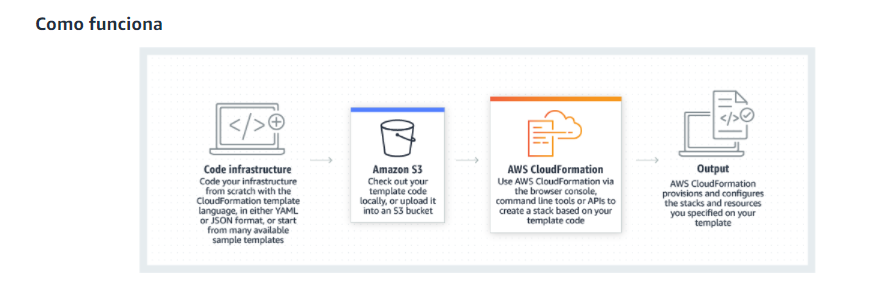 Como funciona
</>
Code infrastructure
Code your infrastructure
from scratch with the
CloudFormation template
language, in either YAML
or JSON format, or start
from many available
sample templates
Amazon S3
Check out your
template code
locally, or upload it
into an S3 bucket
AWS CloudFormation
Use AWS CloudFormation via
the browser console,
command line tools or APIs to
create a stack based on your
template code
</>
Output
AWS CloudFormation
provisions and configures
the stacks and resources
you specified on your
template